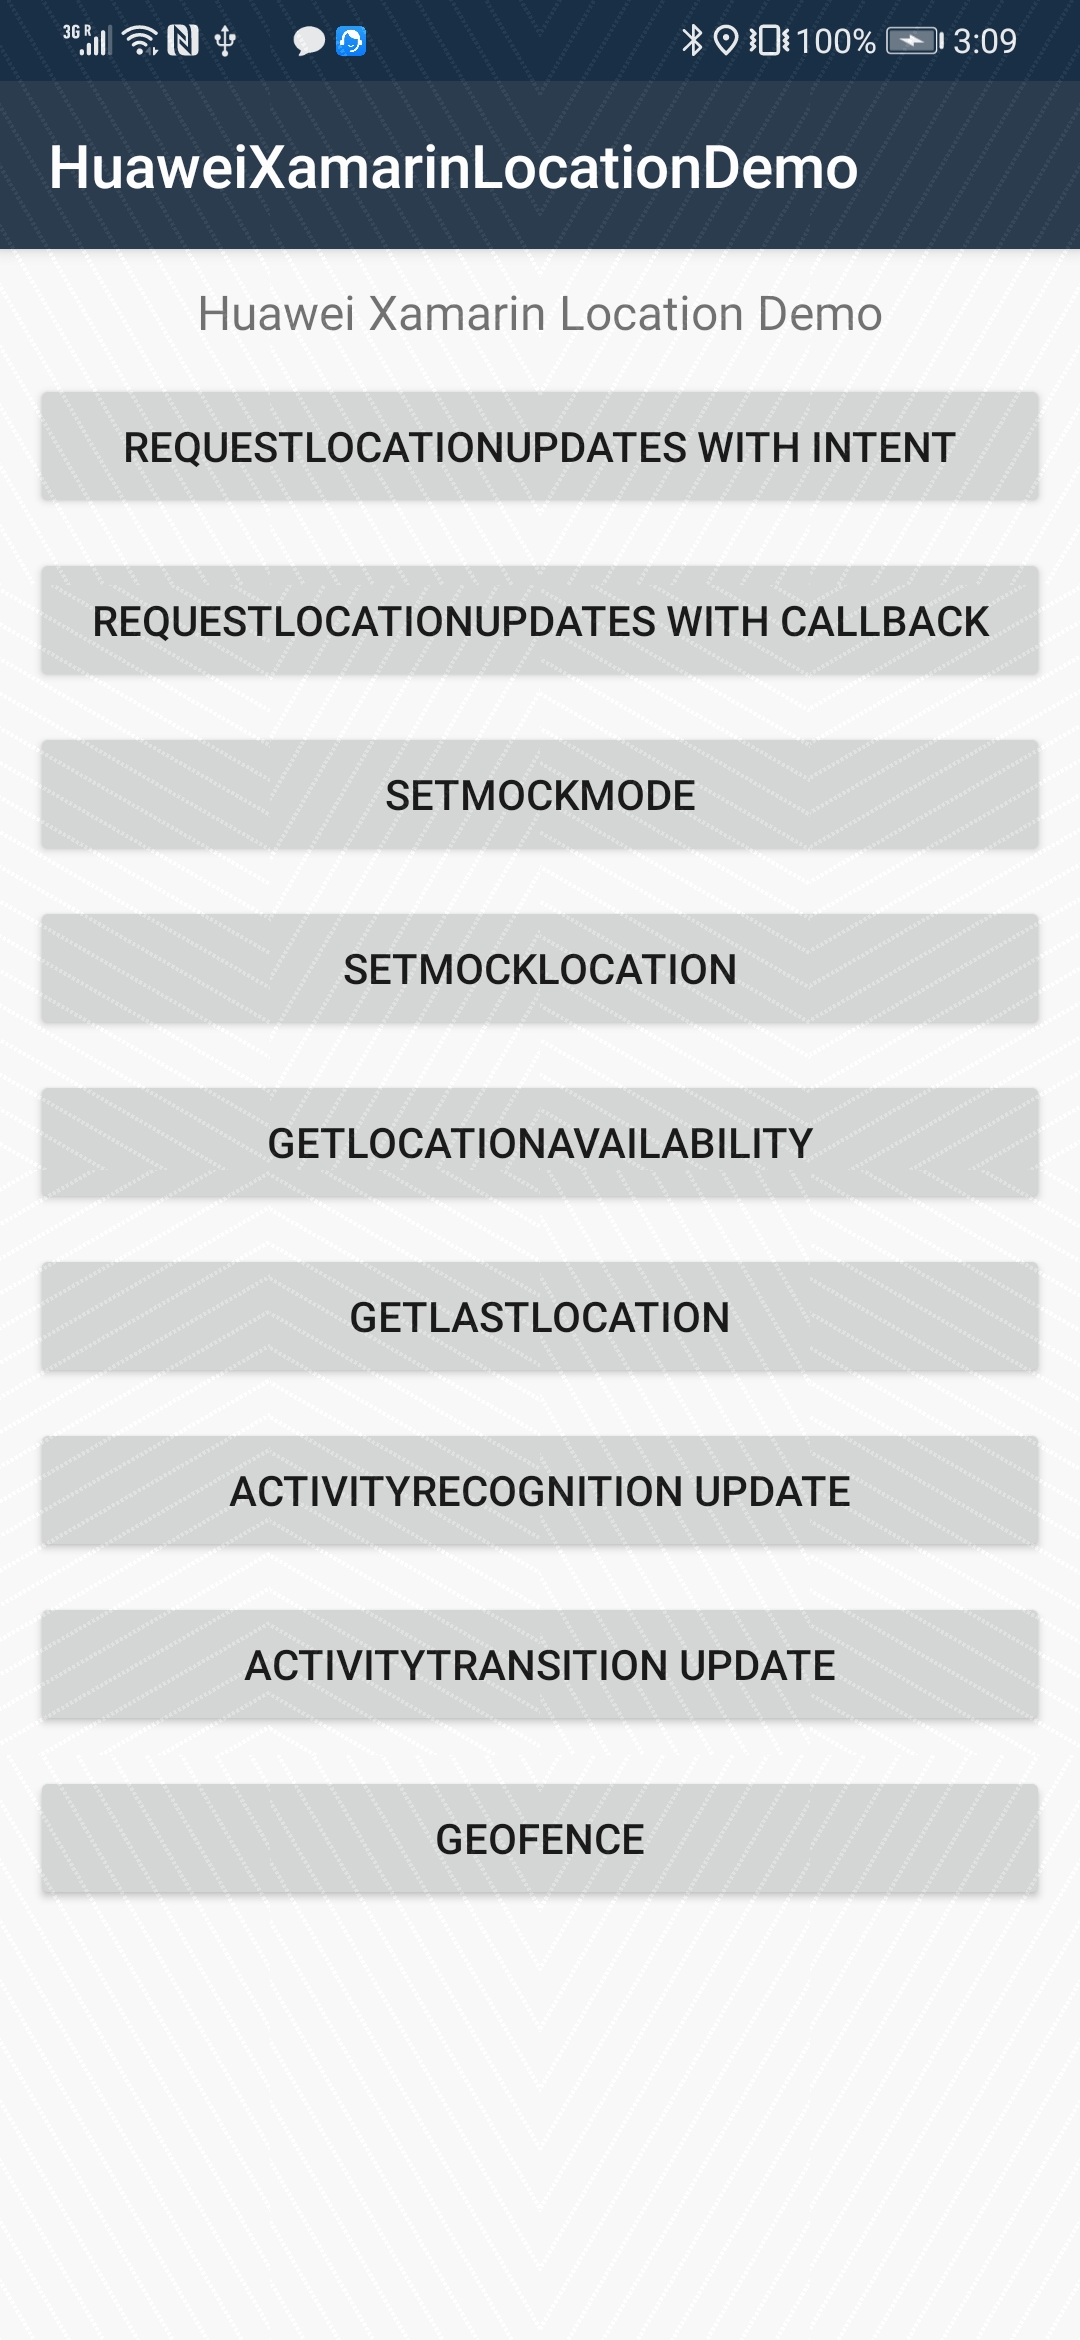 3G R 100% 3:09
HuaweiXamarinLocationDemo
Huawei Xamarin Location Demo
REQUESTLOCATIONUPDATES WITH INTENT
REQUESTLOCATIONUPDATES WITH CALLBACK
SETMOCKMODE
SETMOCKLOCATION
GETLOCATIONAVAILABILITY
GETLASTLOCATION
ACTIVITYRECOGNITION UPDATE
ACTIVITYTRANSITION UPDATE
GEOFENCE